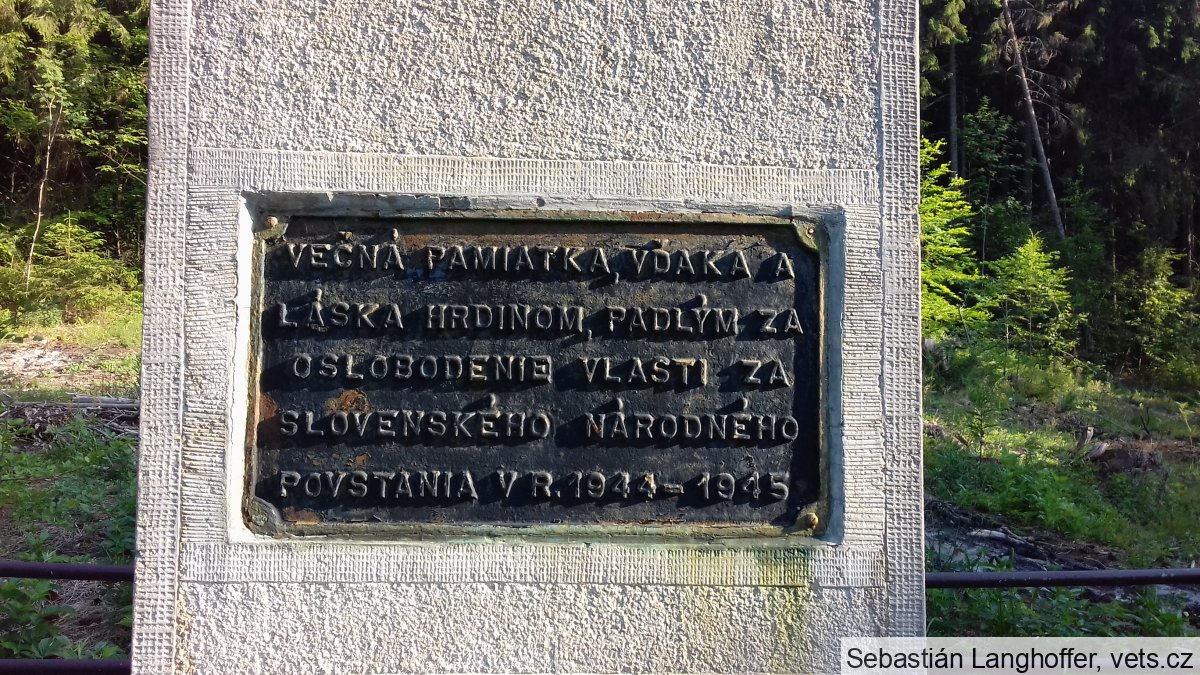 VEČNÁ PAMIATKA, VĎAKA A
LÁSKA HRDINOM, PADLÝM ZA
OSLOBODENIE VLASTI ZA
SLOVENSKÉHO NÁRODNÉHO
POVSTANIA V R. 1944 - 1945
Sebastián Langhoffer, vets.cz